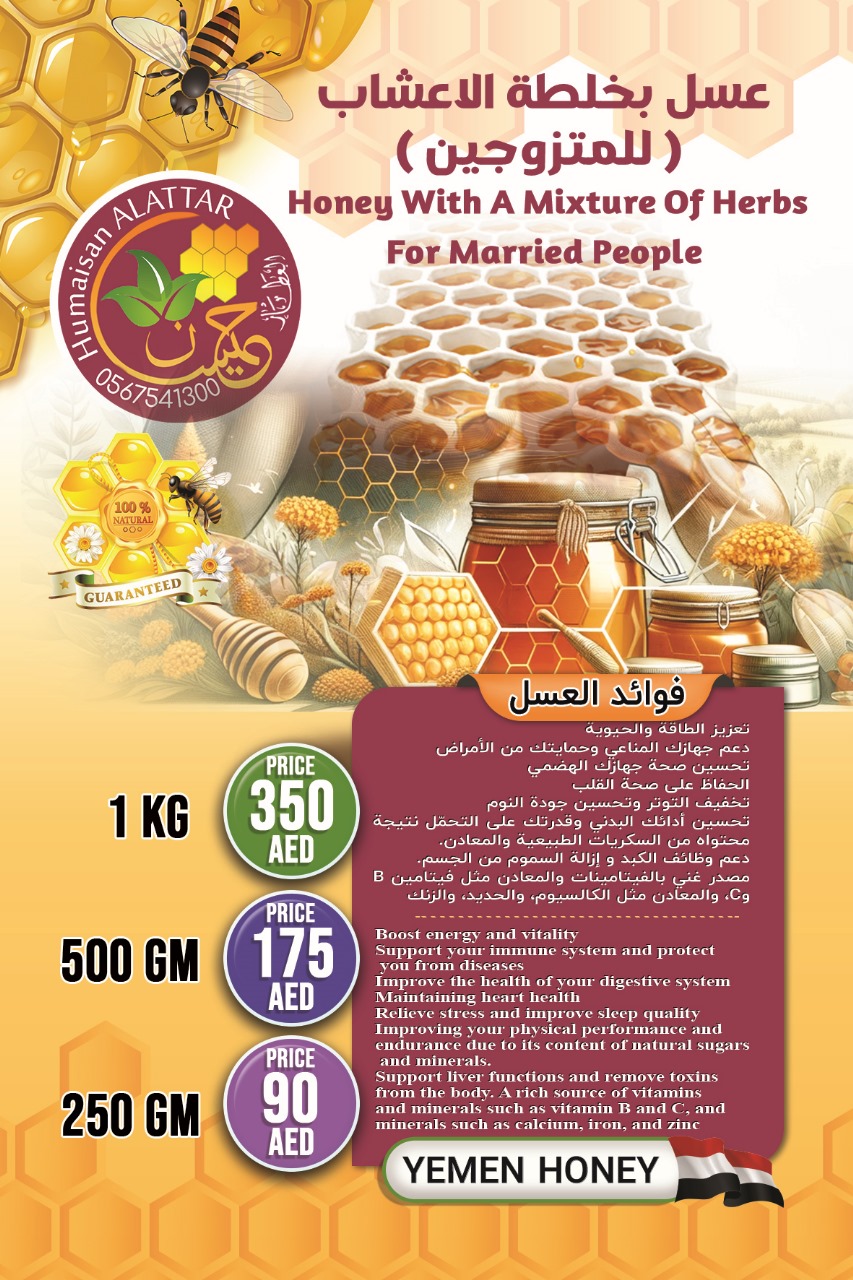 عسل بخلطة الاعشاب
( للمتزوجين )
Honey With A Mixture Of Herbs
For Married People
Humaisan ALATTAR
حميسن
0567541300
100 %
NATURAL
GUARANTEED
فوائد العسل
تعزيز الطاقة والحيوية
دعم جهازك المناعي وحمايتك من الأمراض
تحسين صحة جهازك الهضمي
الحفاظ على صحة القلب
تخفيف التوتر وتحسين جودة النوم
تحسين أدائك البدني وقدرتك على التحمّل نتيجة
محتواه من السكريات الطبيعية والمعادن.
دعم وظائف الكبد و إزالة السموم من الجسم.
مصدر غني بالفيتامينات والمعادن مثل فيتامين B
وC، والمعادن مثل الكالسيوم، والحديد، والزنك
Boost energy and vitality
Support your immune system and protect
you from diseases
Improve the health of your digestive system
Maintaining heart health
Relieve stress and improve sleep quality
Improving your physical performance and
endurance due to its content of natural sugars
and minerals.
Support liver functions and remove toxins
from the body. A rich source of vitamins
and minerals such as vitamin B and C, and
minerals such as calcium, iron, and zinc
1 KG
PRICE
350
AED
500 GM
PRICE
175
AED
250 GM
PRICE
90
AED
YEMEN HONEY